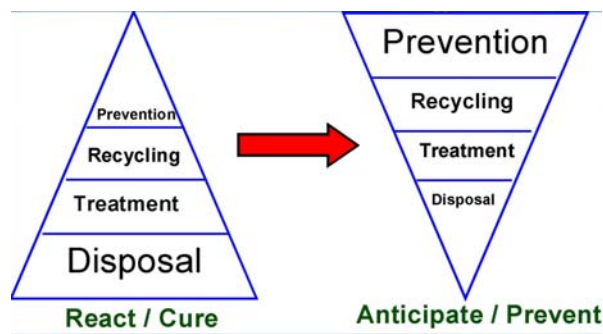 Prevention
Recycling
Treatment
Disposal
React / Cure
Prevention
Recycling
Treatment
Disposal
Anticipate / Prevent